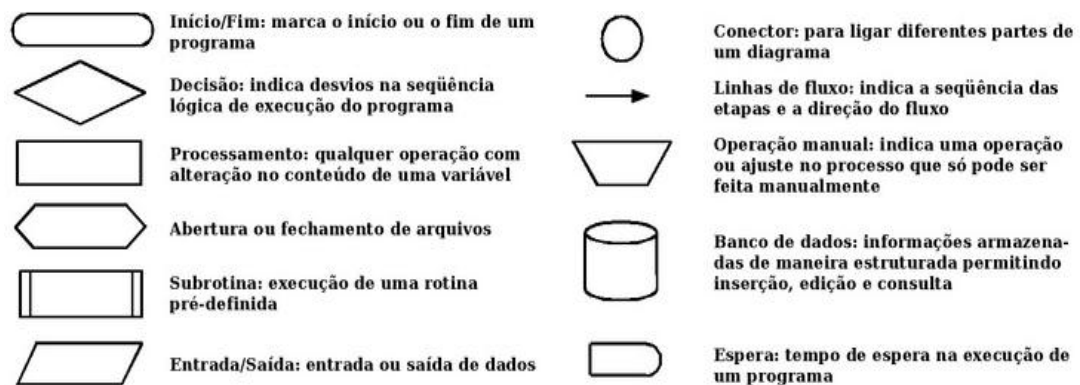 Início/Fim: marca o início ou o fim de um
programa
Decisão: indica desvios na seqüência
lógica de execução do programa
Processamento: qualquer operação com
alteração no conteúdo de uma variável
Abertura ou fechamento de arquivos
Subrotina: execução de uma rotina
pré-definida
Entrada/Saída: entrada ou saída de dados
Conector: para ligar diferentes partes de
um diagrama
Linhas de fluxo: indica a seqüência das
etapas e a direção do fluxo
Operação manual: indica uma operação
ou ajuste no processo que só pode ser
feita manualmente
Banco de dados: informações armazena-
das de maneira estruturada permitindo
inserção, edição e consulta
Espera: tempo de espera na execução de
um programa